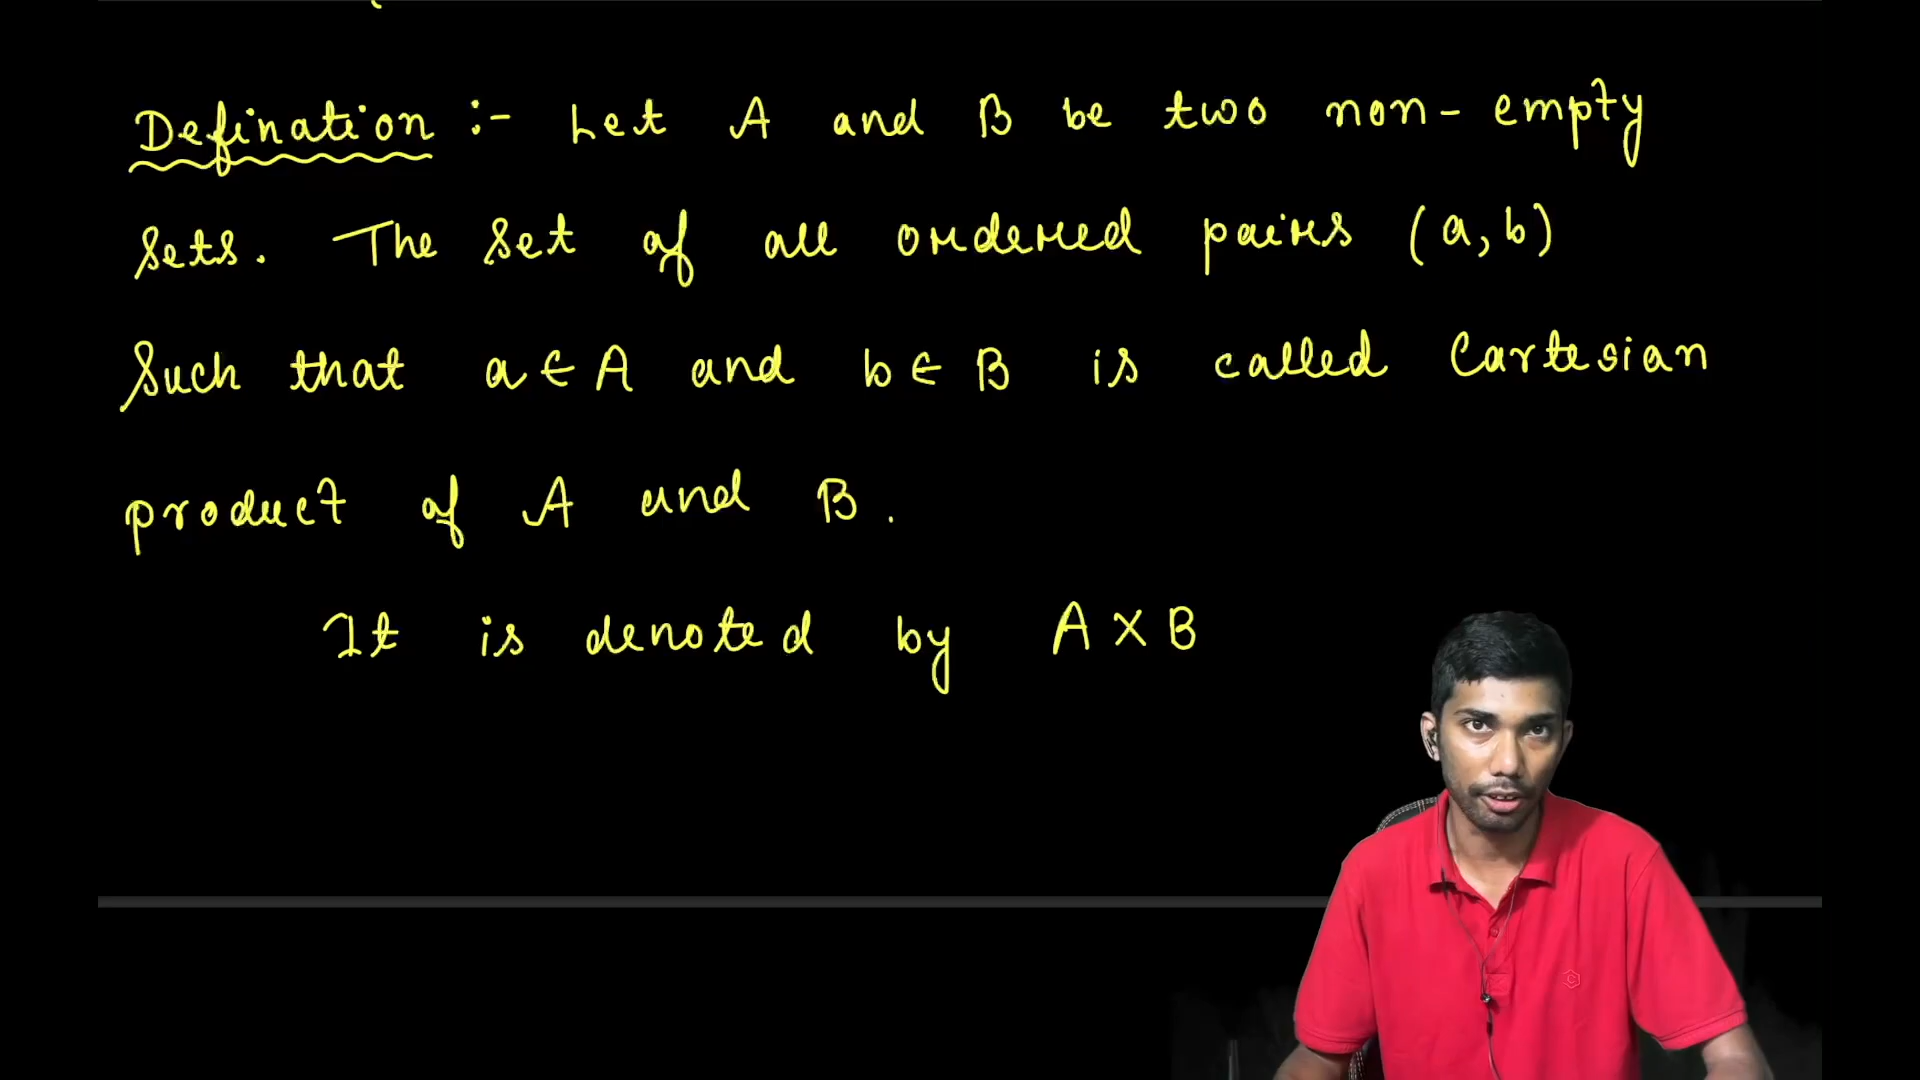 Defination :- Let A and B be two non-empty
Sets. The Set of all ordered pairs (a, b)
Such that a ∈ A and b ∈ B is called Cartesian
product of A and B.
It is denoted by A × B